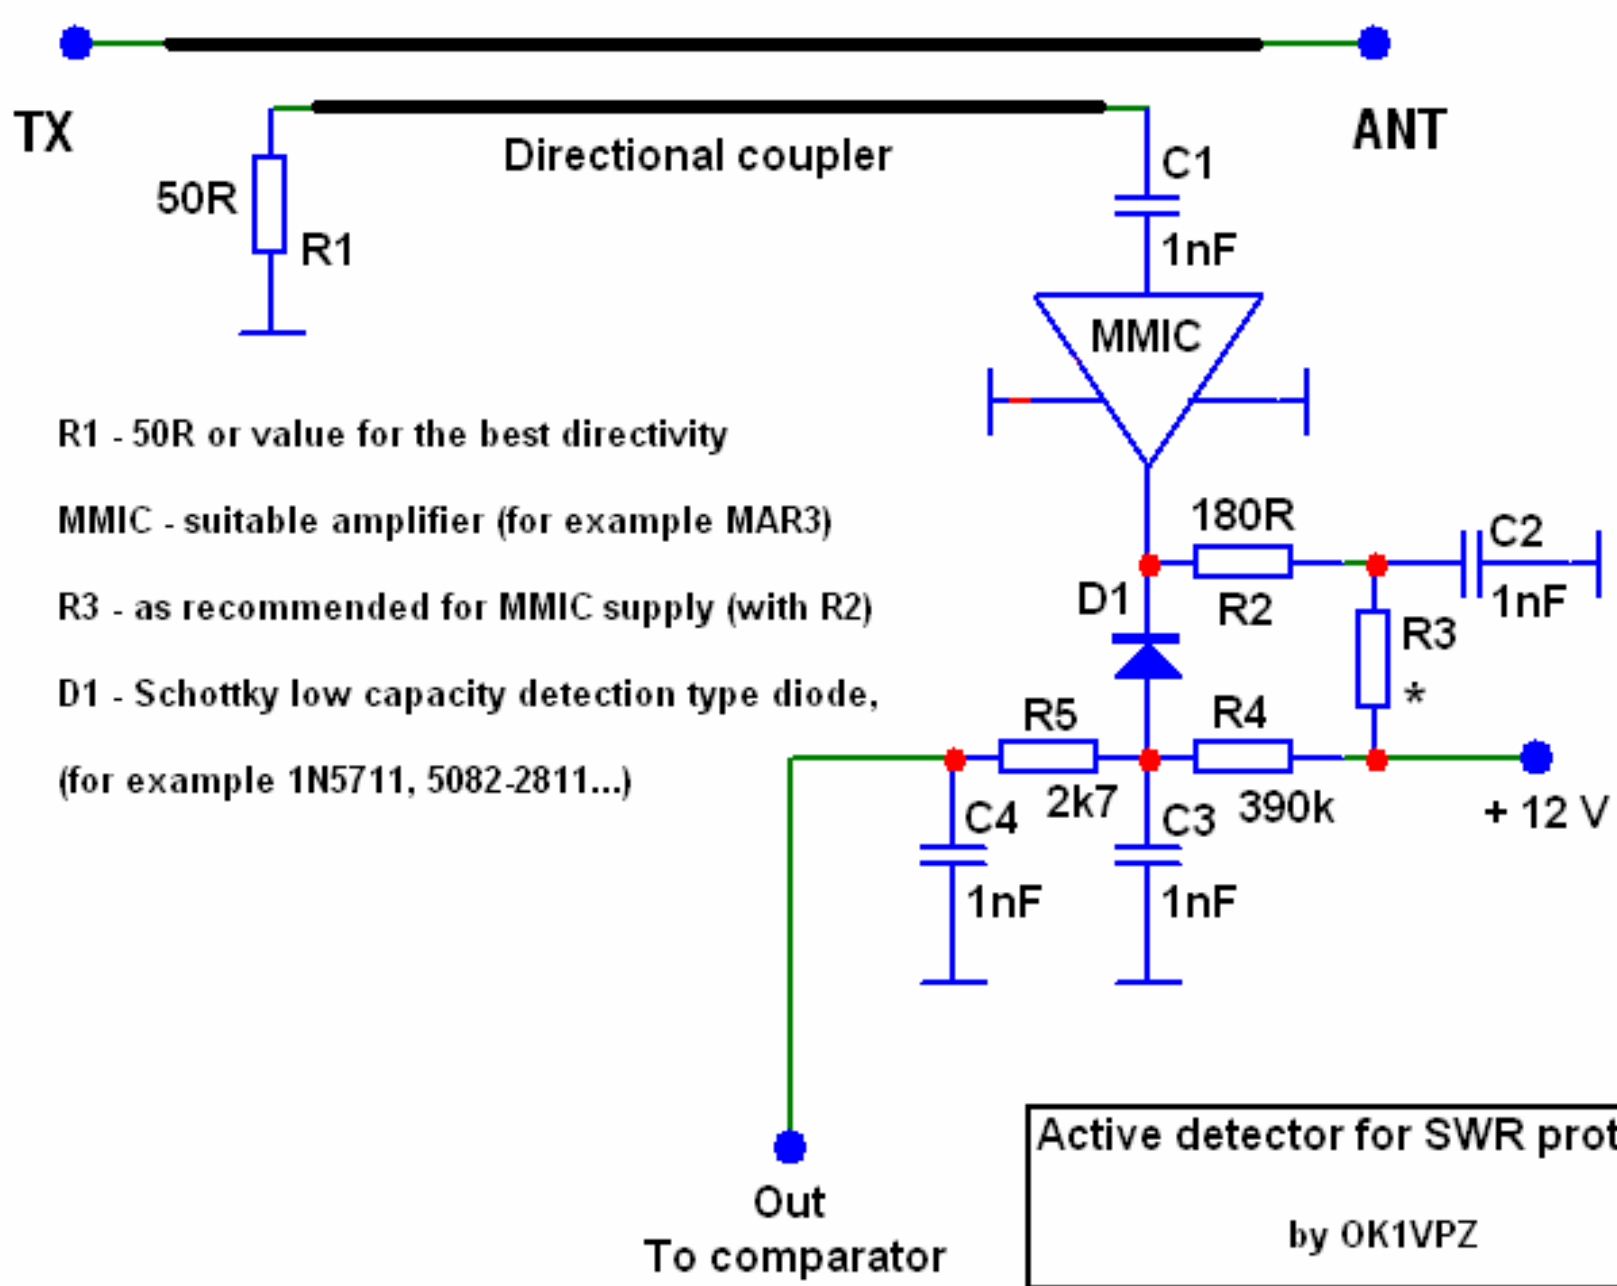 TX
ANT
Directional coupler
50R
R1
C1
1nF
MMIC
R1 - 50R or value for the best directivity
MMIC - suitable amplifier (for example MAR3)
R3 - as recommended for MMIC supply (with R2)
D1 - Schottky low capacity detection type diode,
(for example 1N5711, 5082-2811...)
180R
R2
C2
1nF
D1
R3
*
R5
2k7
R4
390k
+ 12 V
C4
1nF
C3
1nF
Out
To comparator
Active detector for SWR prot
by OK1VPZ